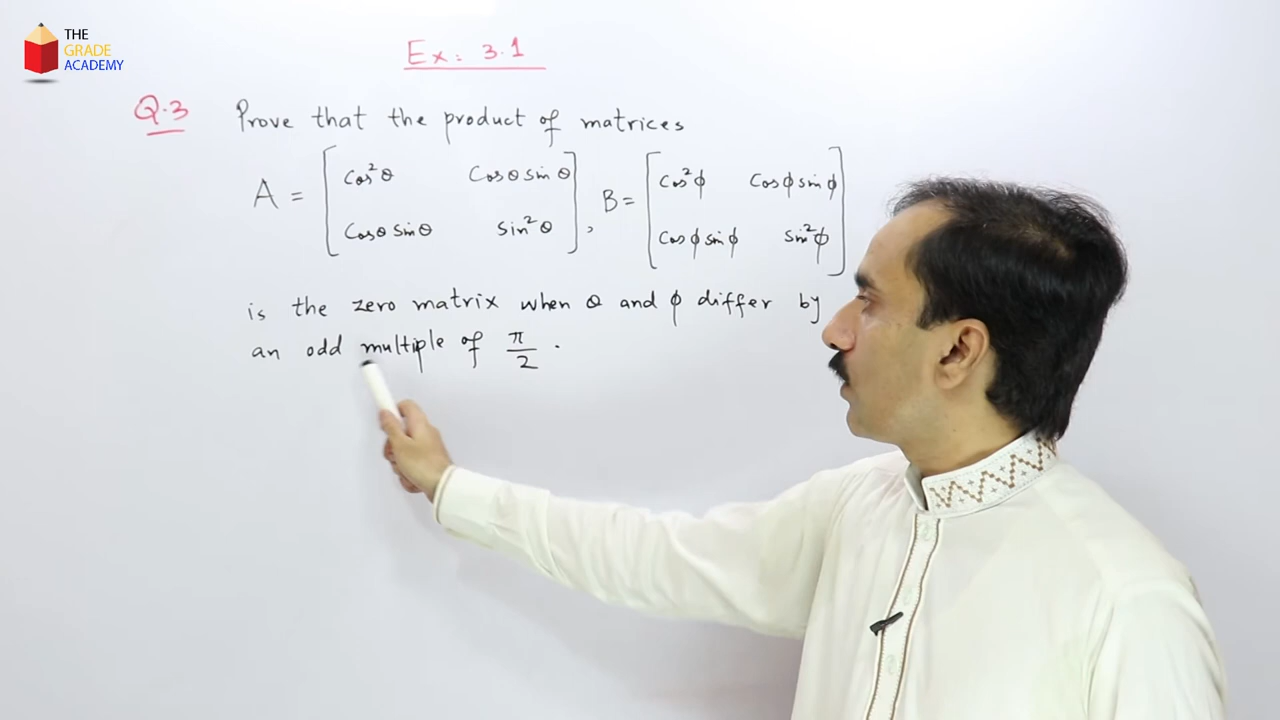 THE
GRADE
ACADEMY
Ex: 3.1
Q.3 Prove that the product of matrices
A = [cos²θ Cosθ sinθ
Cosθ sinθ sin²θ], B = [cos²ϕ Cosϕ sinϕ
Cosϕ sinϕ sin²ϕ]
is the zero matrix when θ and ϕ differ by
an odd multiple of π/2 .